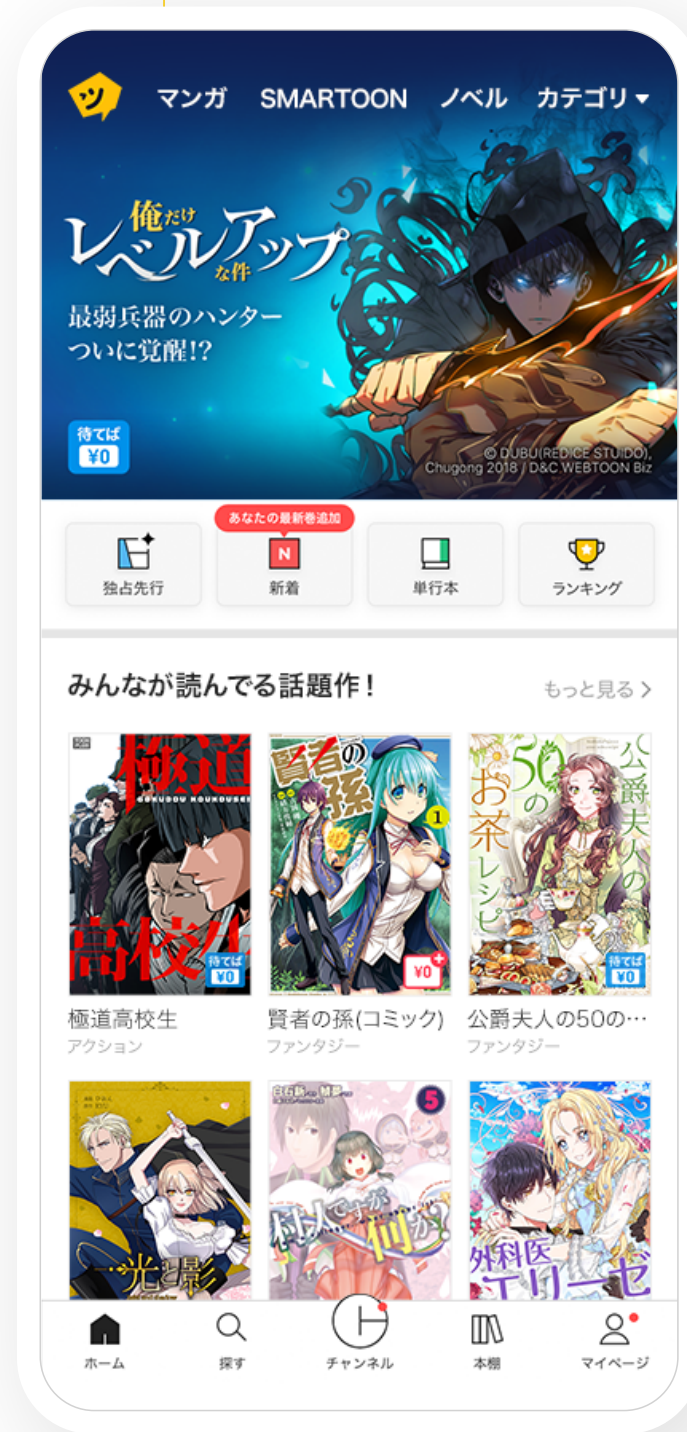 ツ
マンガ SMARTOON ノベル カテゴリ
俺だけ
レベルアップ
な件
最弱兵器のハンター
ついに覚醒!?
待てば
¥0
© DUBU(REDICE STUIDO),
Chugong 2018 / D&C WEBTOON Biz
あなたの最新巻追加
N
独占先行 新着 単行本 ランキング
みんなが読んでる話題作!
もっと見る
極道
GOKUDOU KOUKOUSEI
高校生
待てば
¥0
賢者の
孫
1
¥0
公爵夫人の
50の
お茶レシピ
待てば
¥0
極道高校生 賢者の孫(コミック) 公爵夫人の50の…
アクション ファンタジー ファンタジー
光と影
白石新
5
村人ですが
何か?
外科医
エリーゼ
ホーム 探す チャンネル 本棚 マイページ